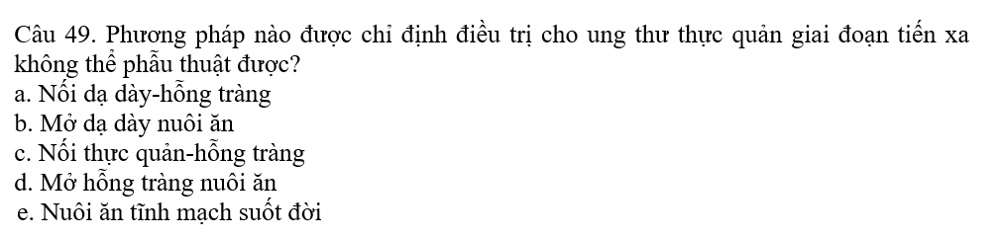 Câu 49. Phương pháp nào được chỉ định điều trị cho ung thư thực quản giai đoạn tiến xa
không thể phẫu thuật được?
a. Nối dạ dày-hỗng tràng
b. Mở dạ dày nuôi ăn
c. Nối thực quản-hỗng tràng
d. Mở hỗng tràng nuôi ăn
e. Nuôi ăn tĩnh mạch suốt đời